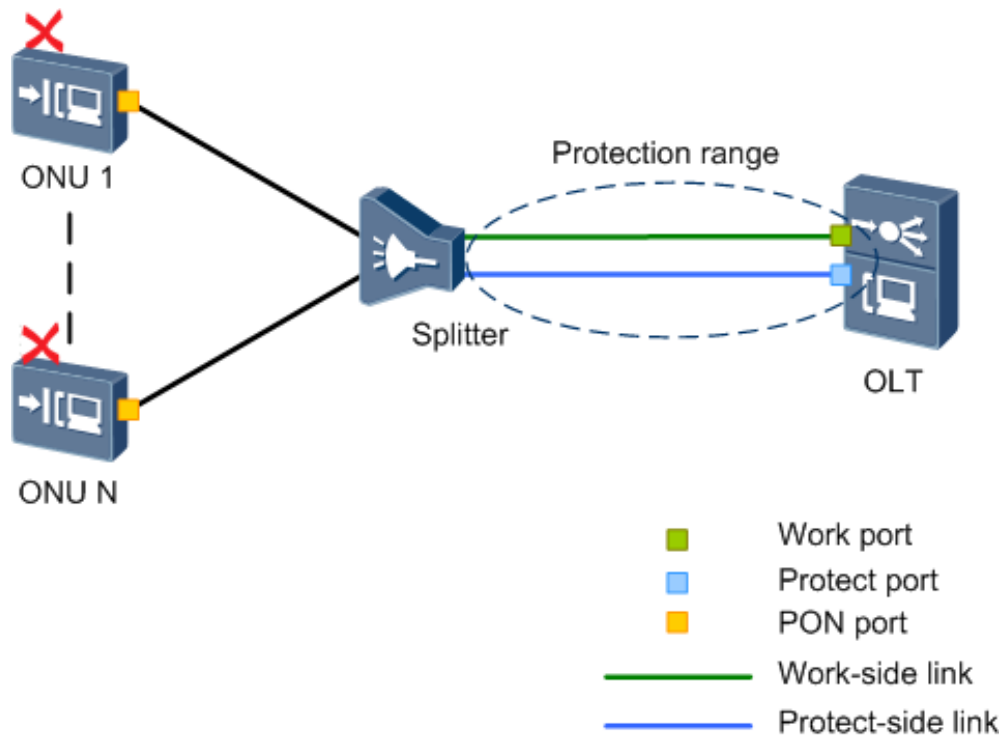 ONU 1
Protection range
Splitter
OLT
ONU N
Work port
Protect port
PON port
Work-side link
Protect-side link